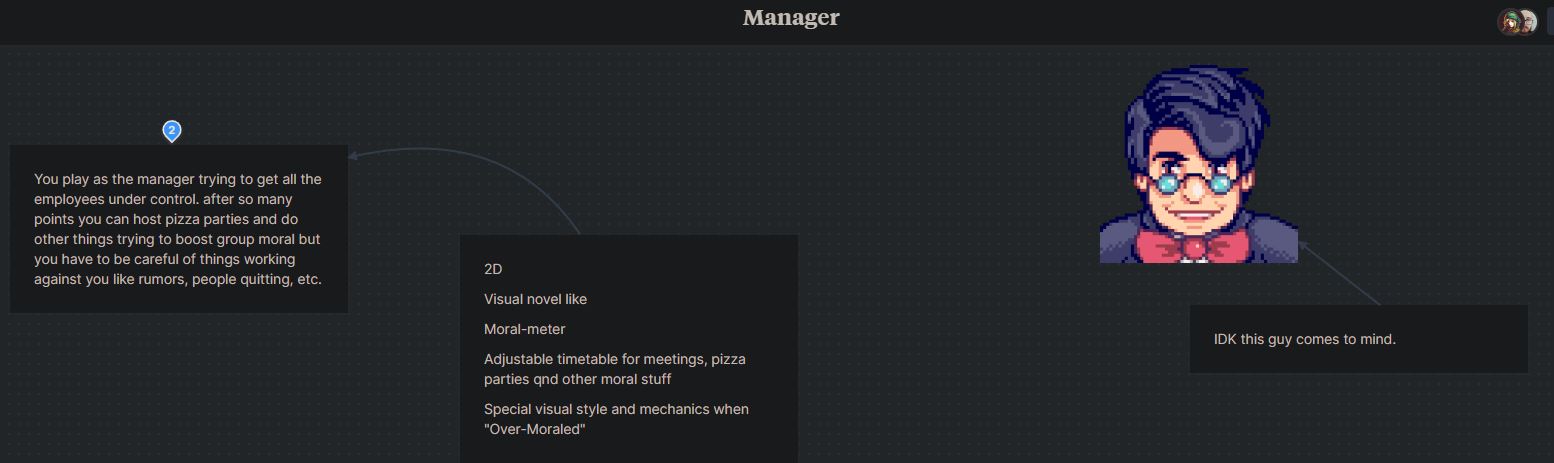 Manager
2
You play as the manager trying to get all the
employees under control. after so many
points you can host pizza parties and do
other things trying to boost group moral but
you have to be careful of things working
against you like rumors, people quitting, etc.
2D
Visual novel like
Moral-meter
Adjustable timetable for meetings, pizza
parties qnd other moral stuff
Special visual style and mechanics when
"Over-Moraled"
IDK this guy comes to mind.